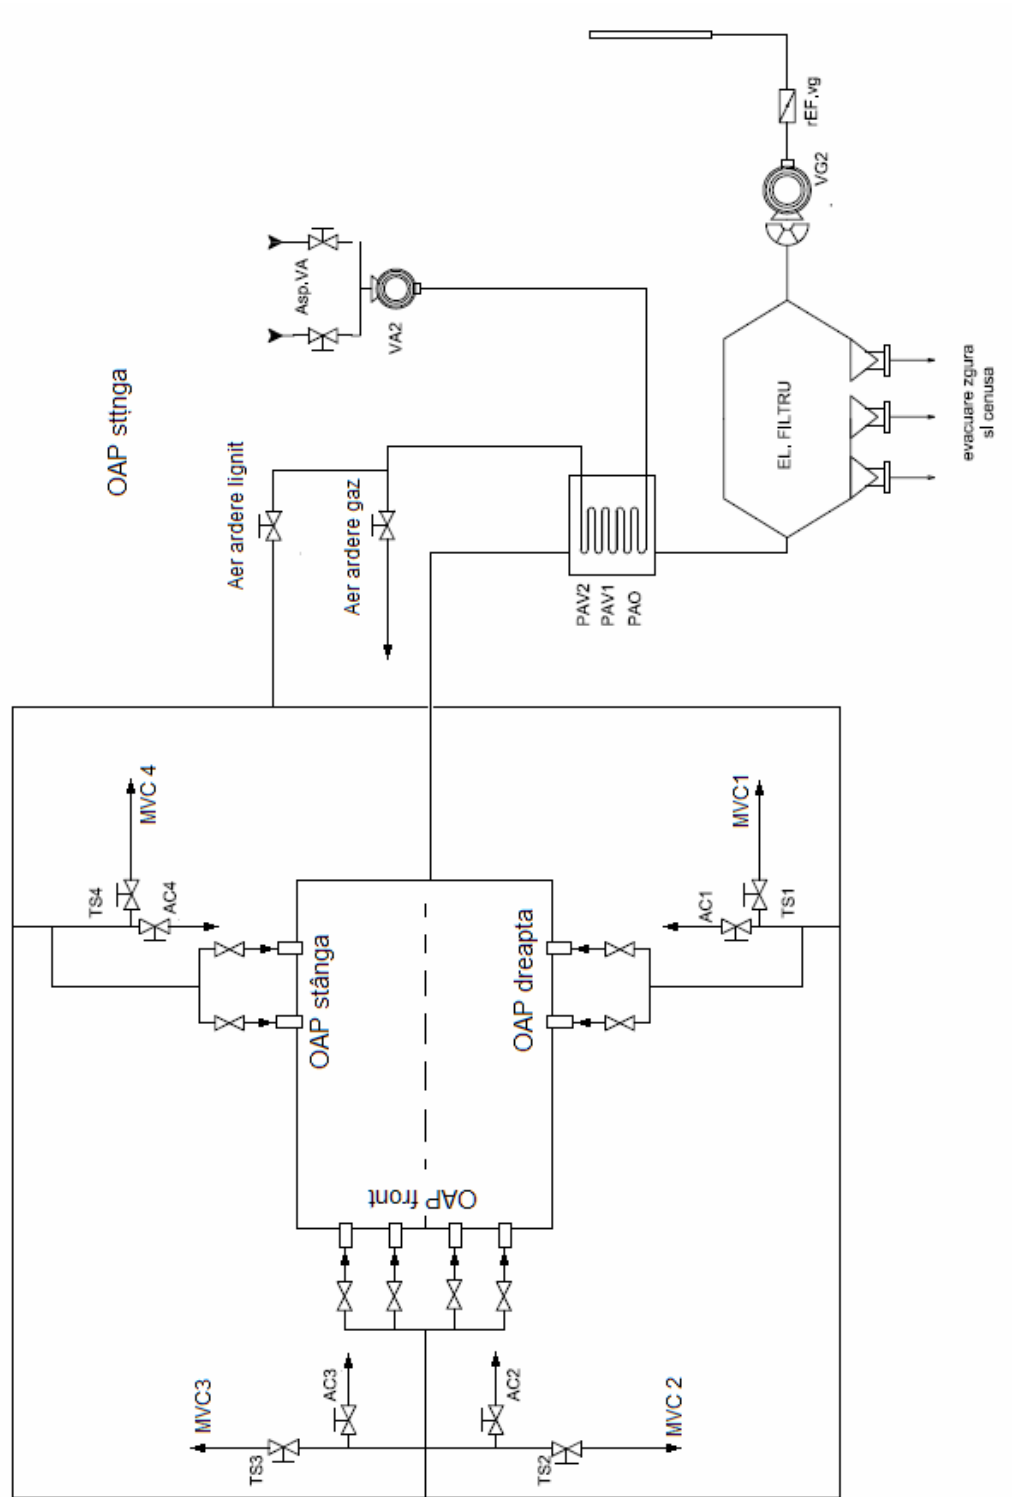 rEF.vg
VG2
Asp.VA
VA2
OAP stînga
Aer ardere lignit
Aer ardere gaz
EL. FILTRU
evacuare zgura
si cenusa
PAV2
PAV1
PAO
MVC 4
TS4
AC4
MVC1
AC1
TS1
OAP stânga
OAP dreapta
OAP front
MVC3
TS3
AC3
AC2
TS2
MVC 2